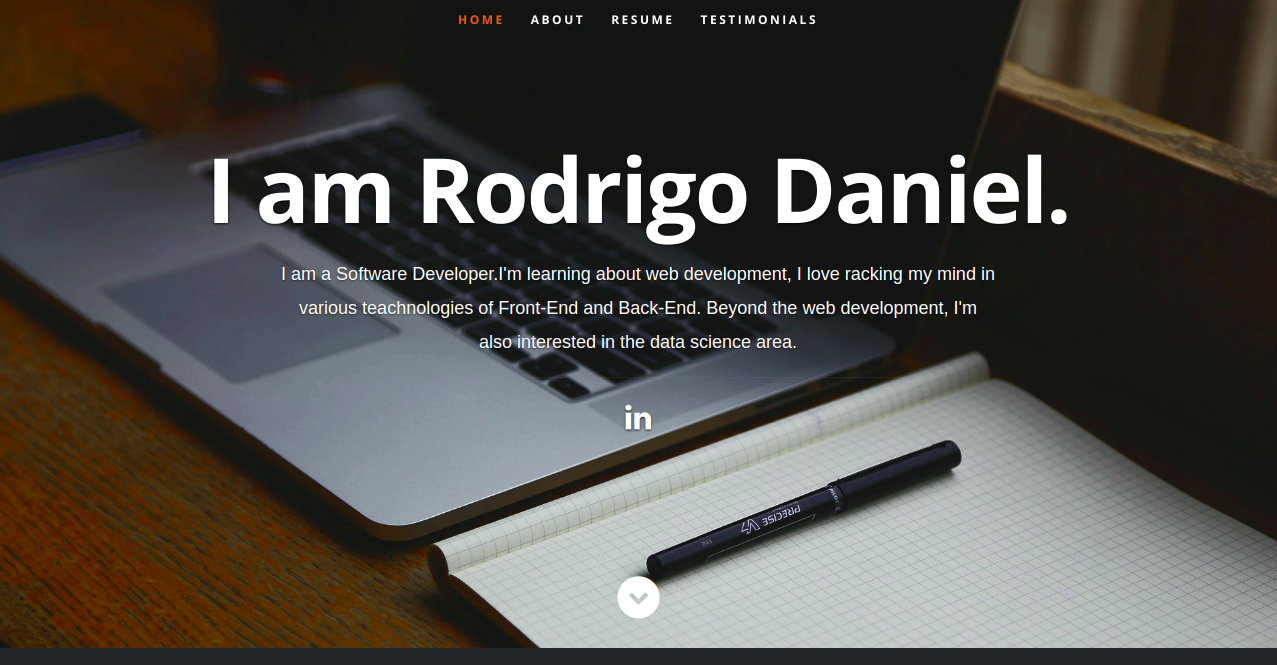 HOME ABOUT RESUME TESTIMONIALS
I am Rodrigo Daniel.
I am a Software Developer.I'm learning about web development, I love racking my mind in
various teachnologies of Front-End and Back-End. Beyond the web development, I'm
also interested in the data science area.
in
PRECISE V7